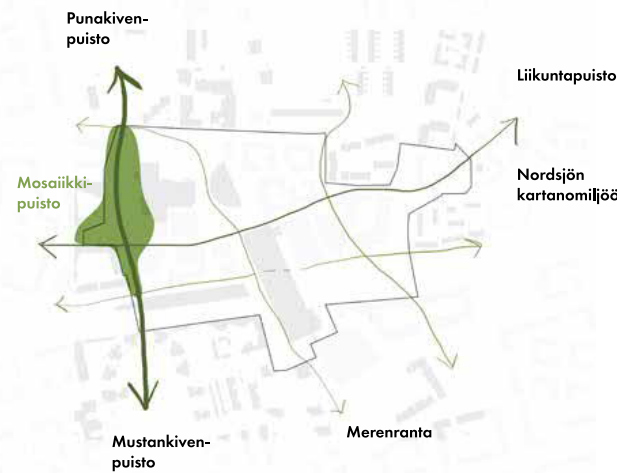 Punakiven-
puisto
Liikuntapuisto
Mosaiikki-
puisto
Nordsjön
kartanomiljöö
Merenranta
Mustankiven-
puisto